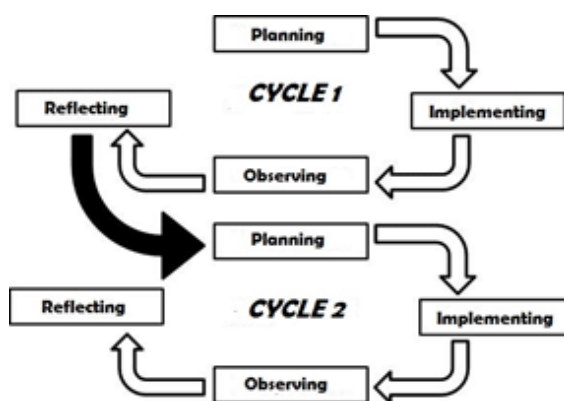 Planning
CYCLE 1
Reflecting
Implementing
Observing
Planning
CYCLE 2
Reflecting
Implementing
Observing